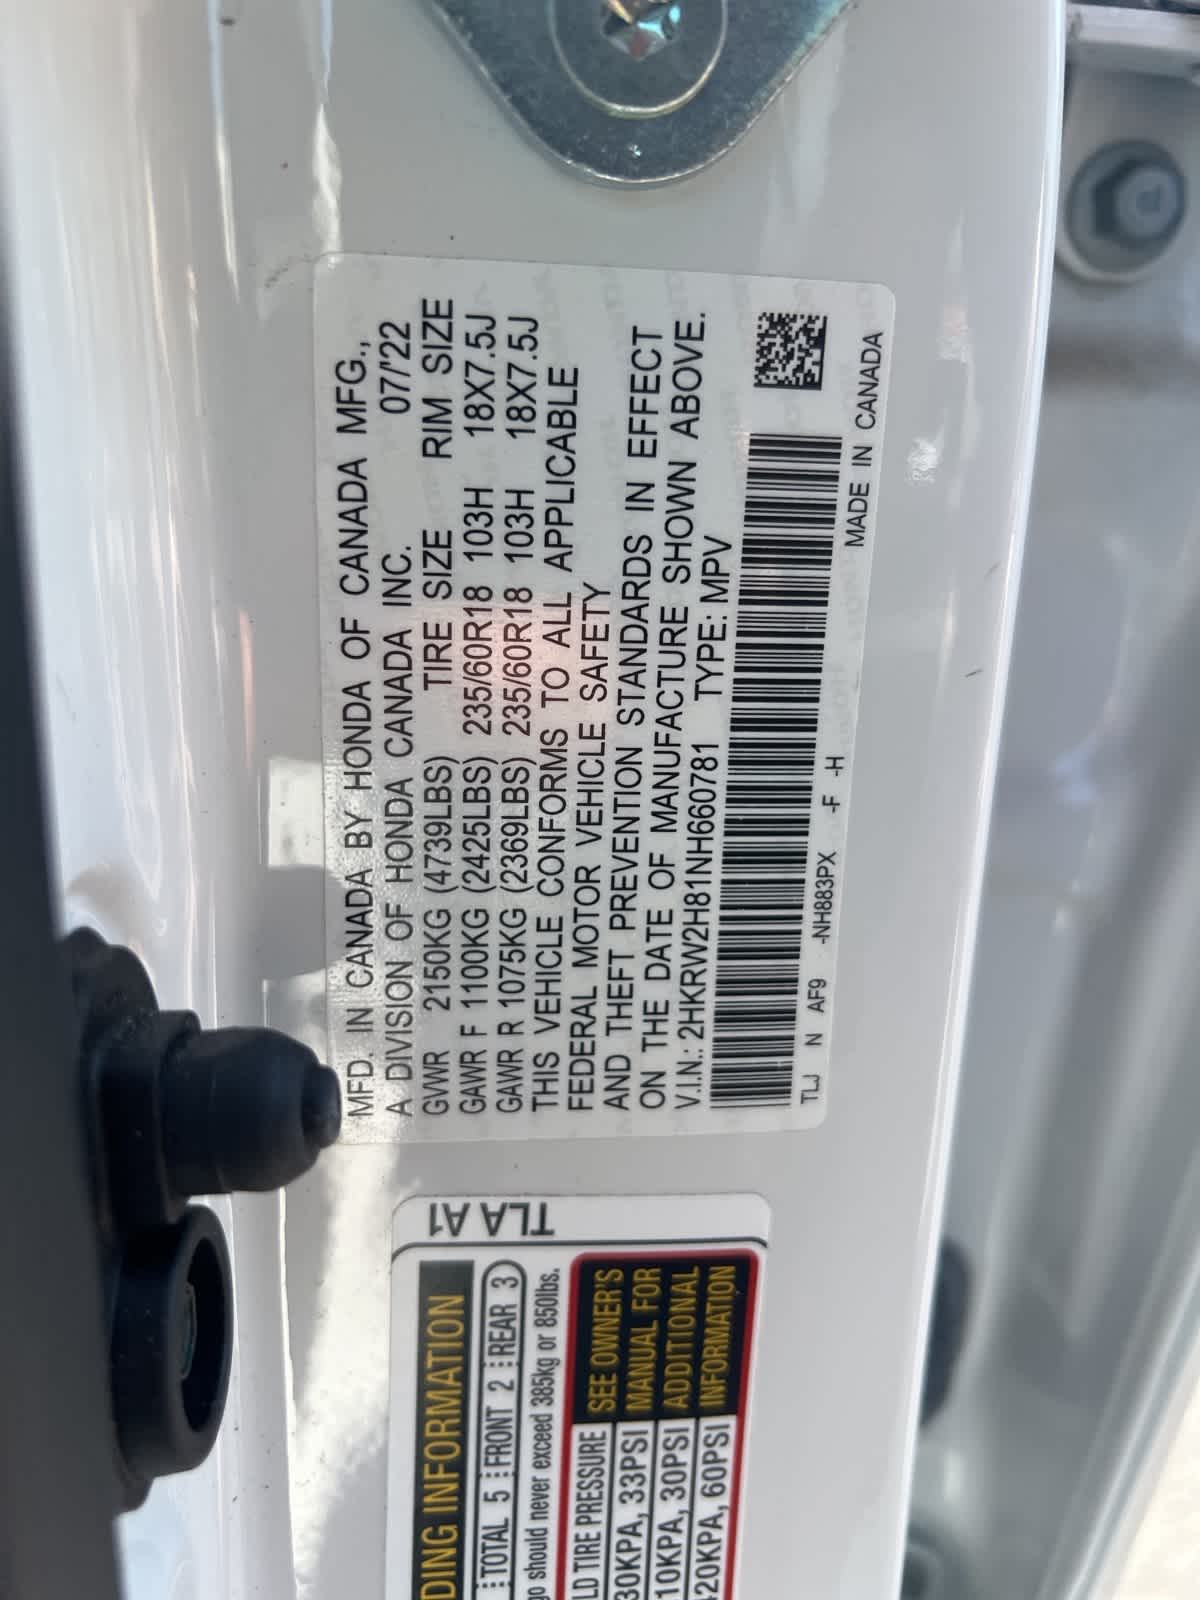 MFD. IN CANADA BY HONDA OF CANADA MFG.,
A DIVISION OF HONDA CANADA INC. 07/'22
GVWR 2150KG (4739LBS) TIRE SIZE RIM SIZE
GAWR F 1100KG (2425LBS) 235/60R18 103H 18X7.5J
GAWR R 1075KG (2369LBS) 235/60R18 103H 18X7.5J
THIS VEHICLE CONFORMS TO ALL APPLICABLE
FEDERAL MOTOR VEHICLE SAFETY
AND THEFT PREVENTION STANDARDS IN EFFECT
ON THE DATE OF MANUFACTURE SHOWN ABOVE.
V.I.N.: 2HKRW2H81NH660781 TYPE: MPV
TLJ N AF9 -NH883PX -F -H
MADE IN CANADA
TLA A1
DING INFORMATION
TOTAL 5 FRONT 2 REAR 3
go should never exceed 385kg or 850lbs.
LD TIRE PRESSURE
30KPA, 33PSI
10KPA, 30PSI
420KPA, 60PSI
SEE OWNER'S
MANUAL FOR
ADDITIONAL
INFORMATION